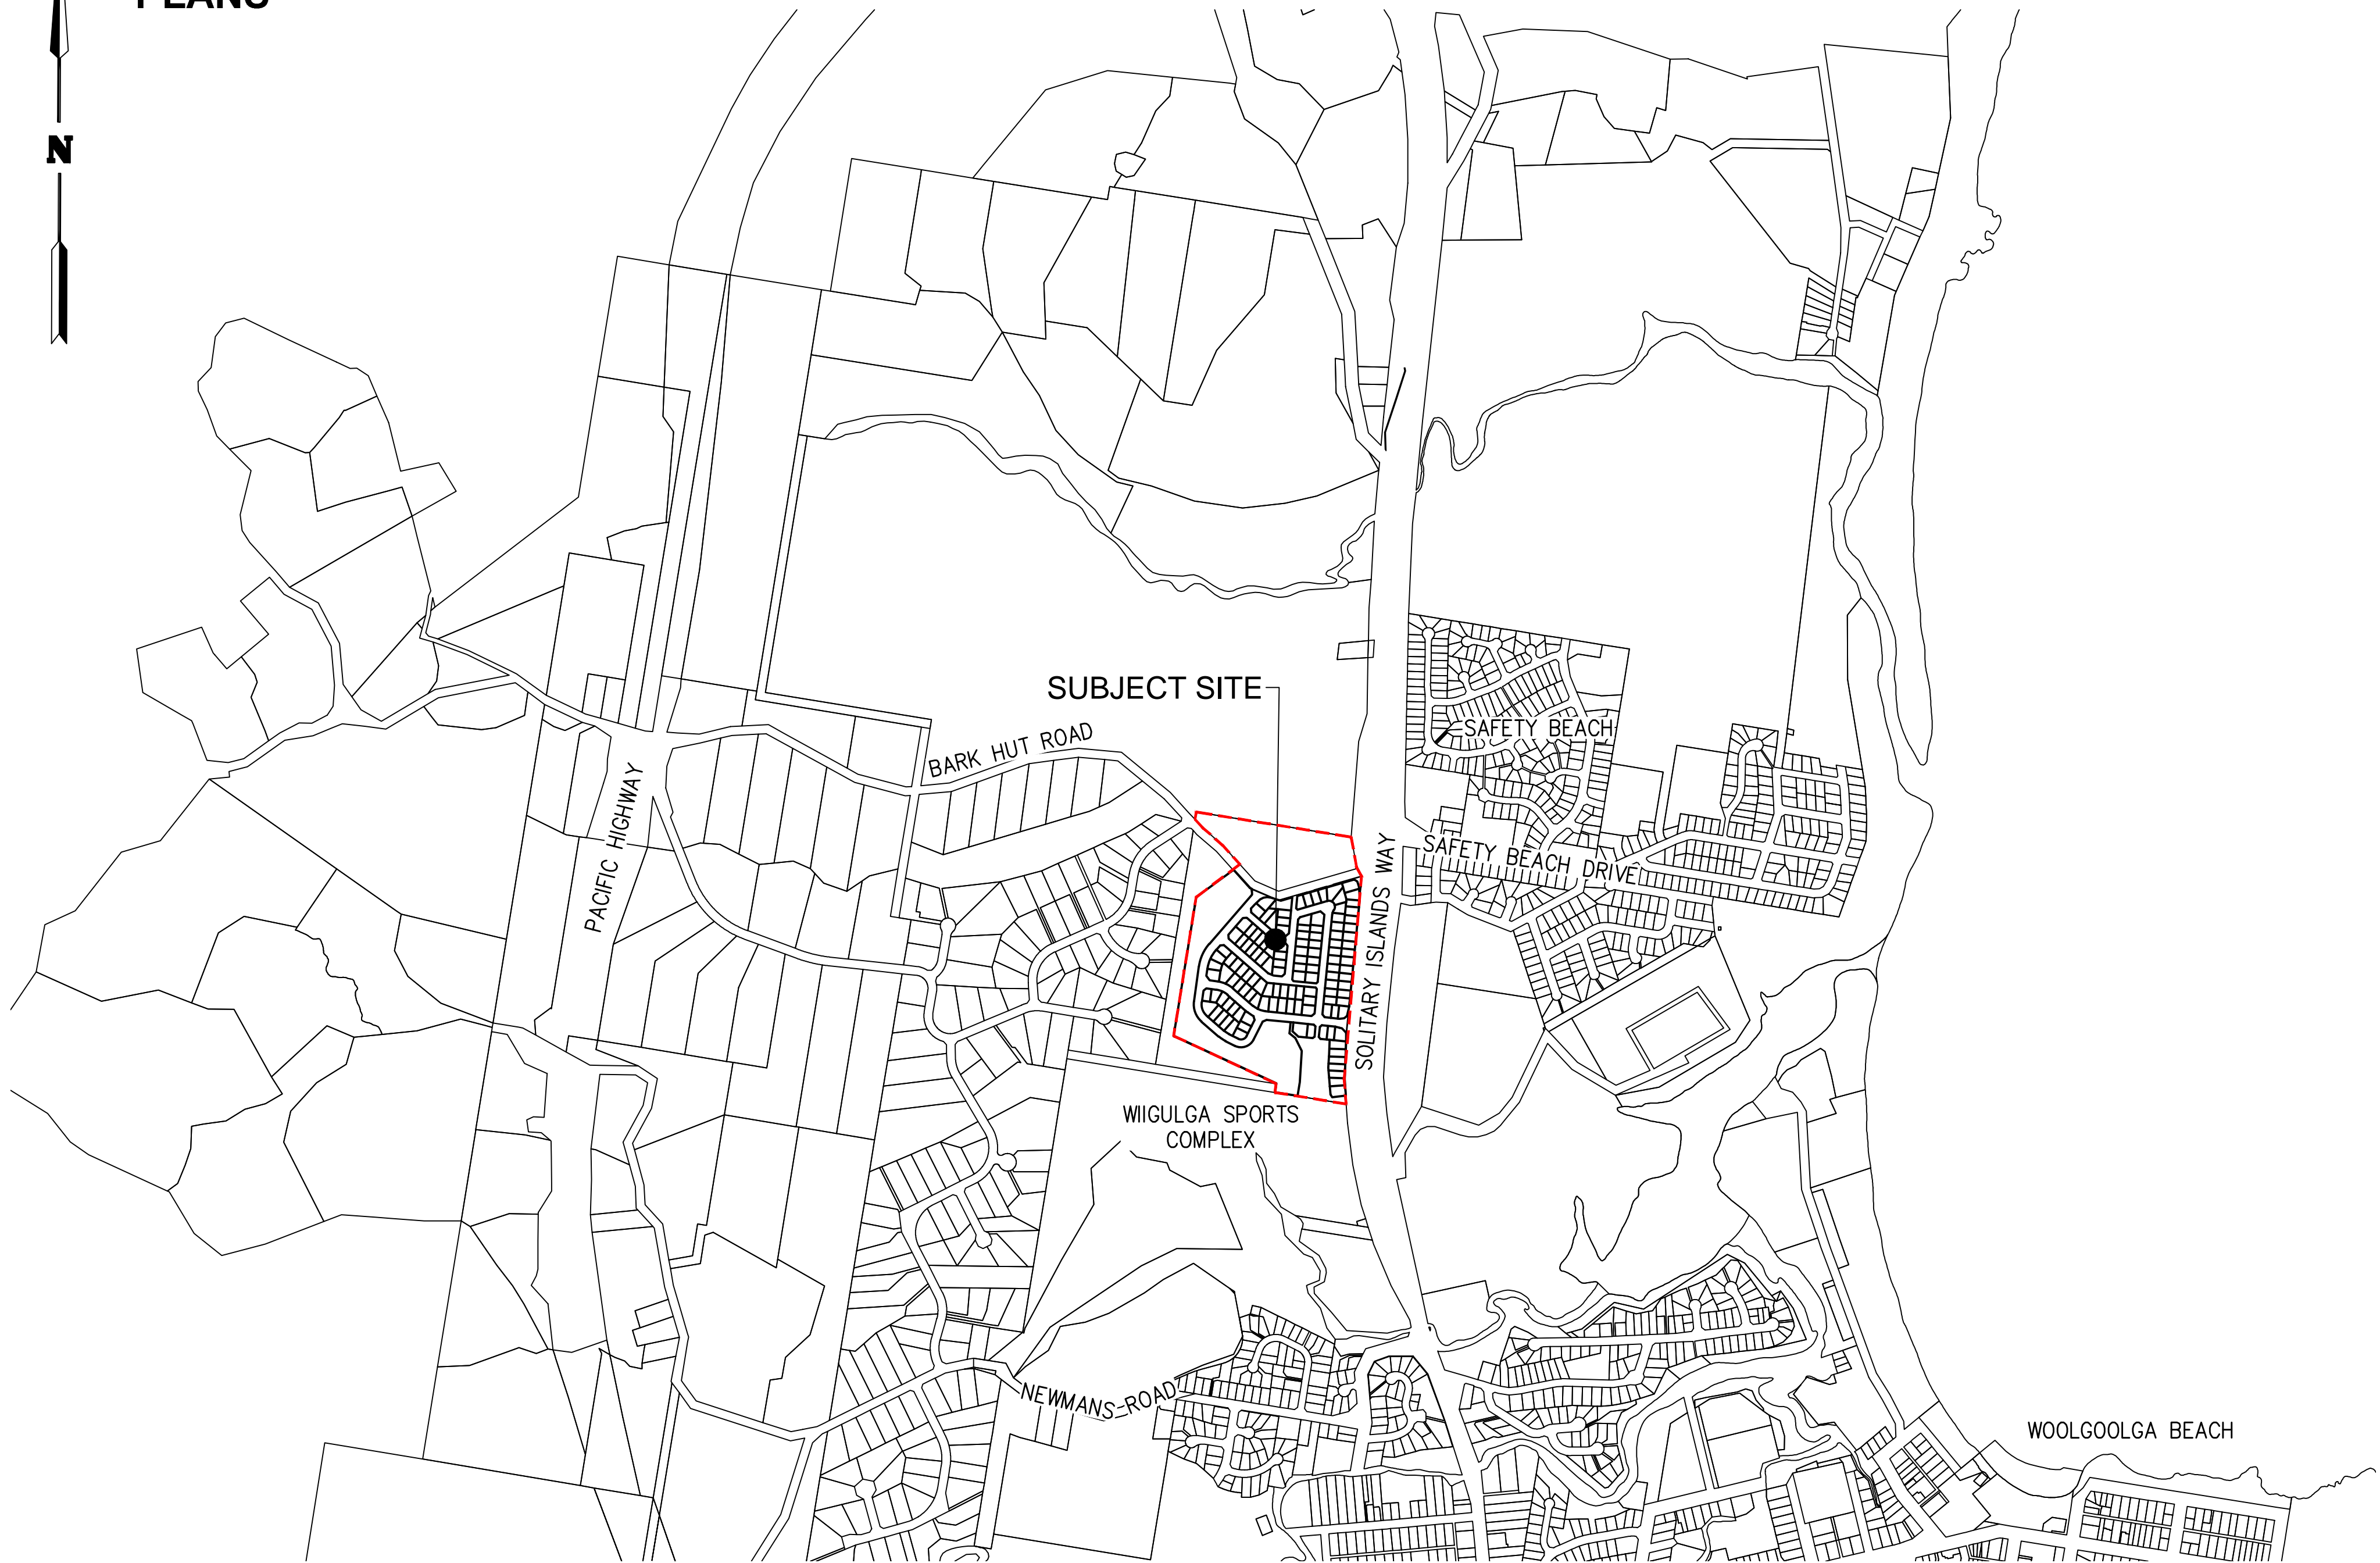 PLANS
N
SUBJECT SITE
SAFETY BEACH
BARK HUT ROAD
PACIFIC HIGHWAY
SAFETY BEACH DRIVE
SOLITARY ISLANDS WAY
WIIGULGA SPORTS
COMPLEX
NEWMANS ROAD
WOOLGOOLGA BEACH